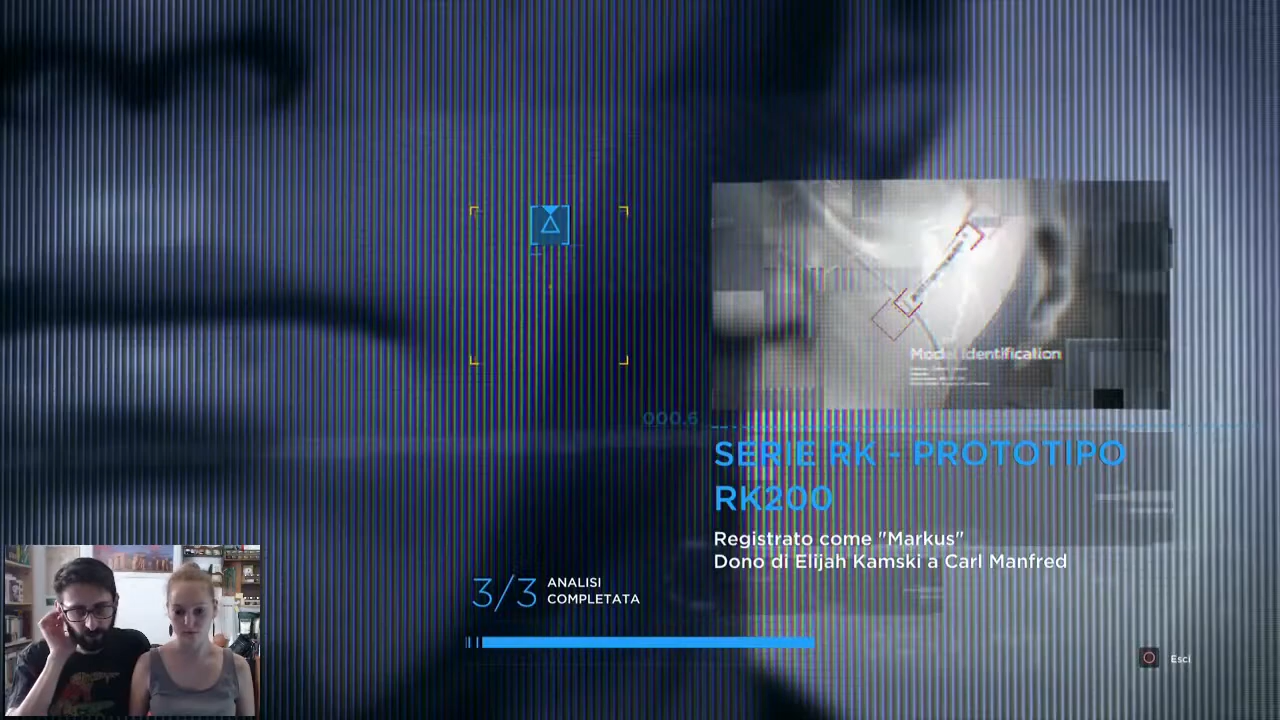 Model Identification
000.6
SERIE RK - PROTOTIPO
RK200
Registrato come "Markus"
Dono di Elijah Kamski a Carl Manfred
3/3 ANALISI
COMPLETATA
Esci